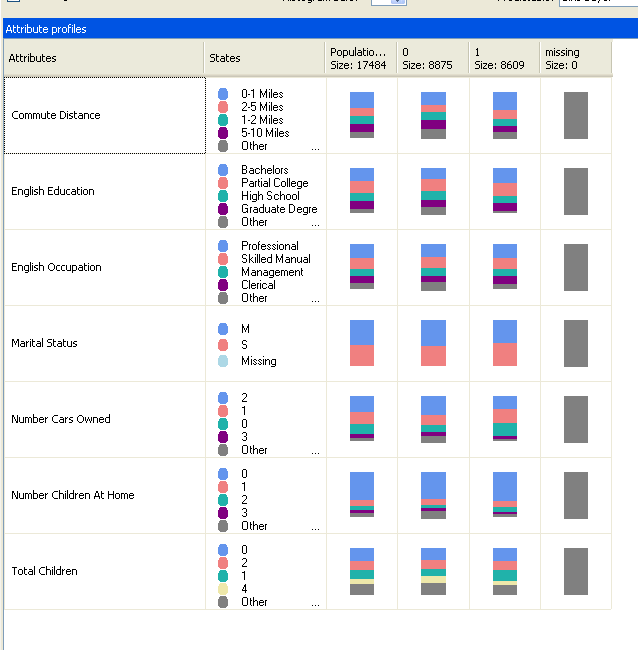 Attribute profiles
Attributes States Populatio... 0 1 missing
Size: 17484 Size: 8875 Size: 8609 Size: 0
Commute Distance
0-1 Miles
2-5 Miles
1-2 Miles
5-10 Miles
Other ...
English Education
Bachelors
Partial College
High School
Graduate Degre
Other ...
English Occupation
Professional
Skilled Manual
Management
Clerical
Other ...
Marital Status
M
S
Missing
Number Cars Owned
2
1
0
3
Other ...
Number Children At Home
0
1
2
3
Other ...
Total Children
0
2
1
4
Other ...